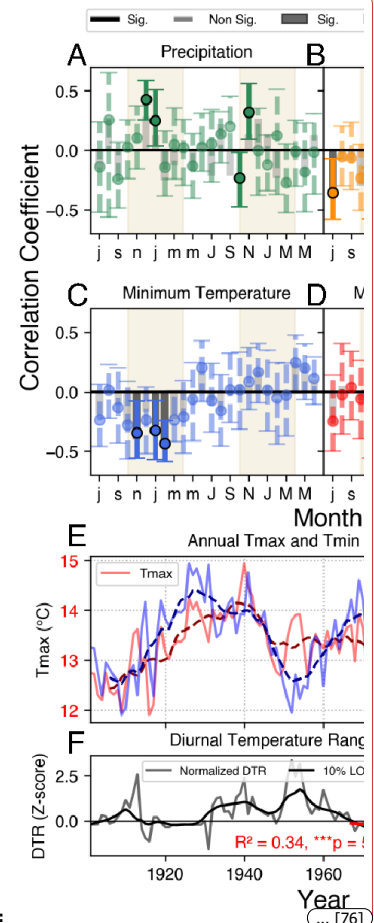 Sig. Non Sig. Sig.
A Precipitation B
0.5
0.0
−0.5
j s n j m m j S N J M M j s
Correlation Coefficient
C Minimum Temperature D M
0.5
0.0
−0.5
j s n j m m j S N J M M j s
Month
E Annual Tmax and Tmin
15
14
13
12
Tmax
Tmax (°C)
F Diurnal Temperature Rang
Normalized DTR 10% LO
2.5
0.0
DTR (Z-score)
R² = 0.34, ***p =
1920 1940 1960
Year
... [76]